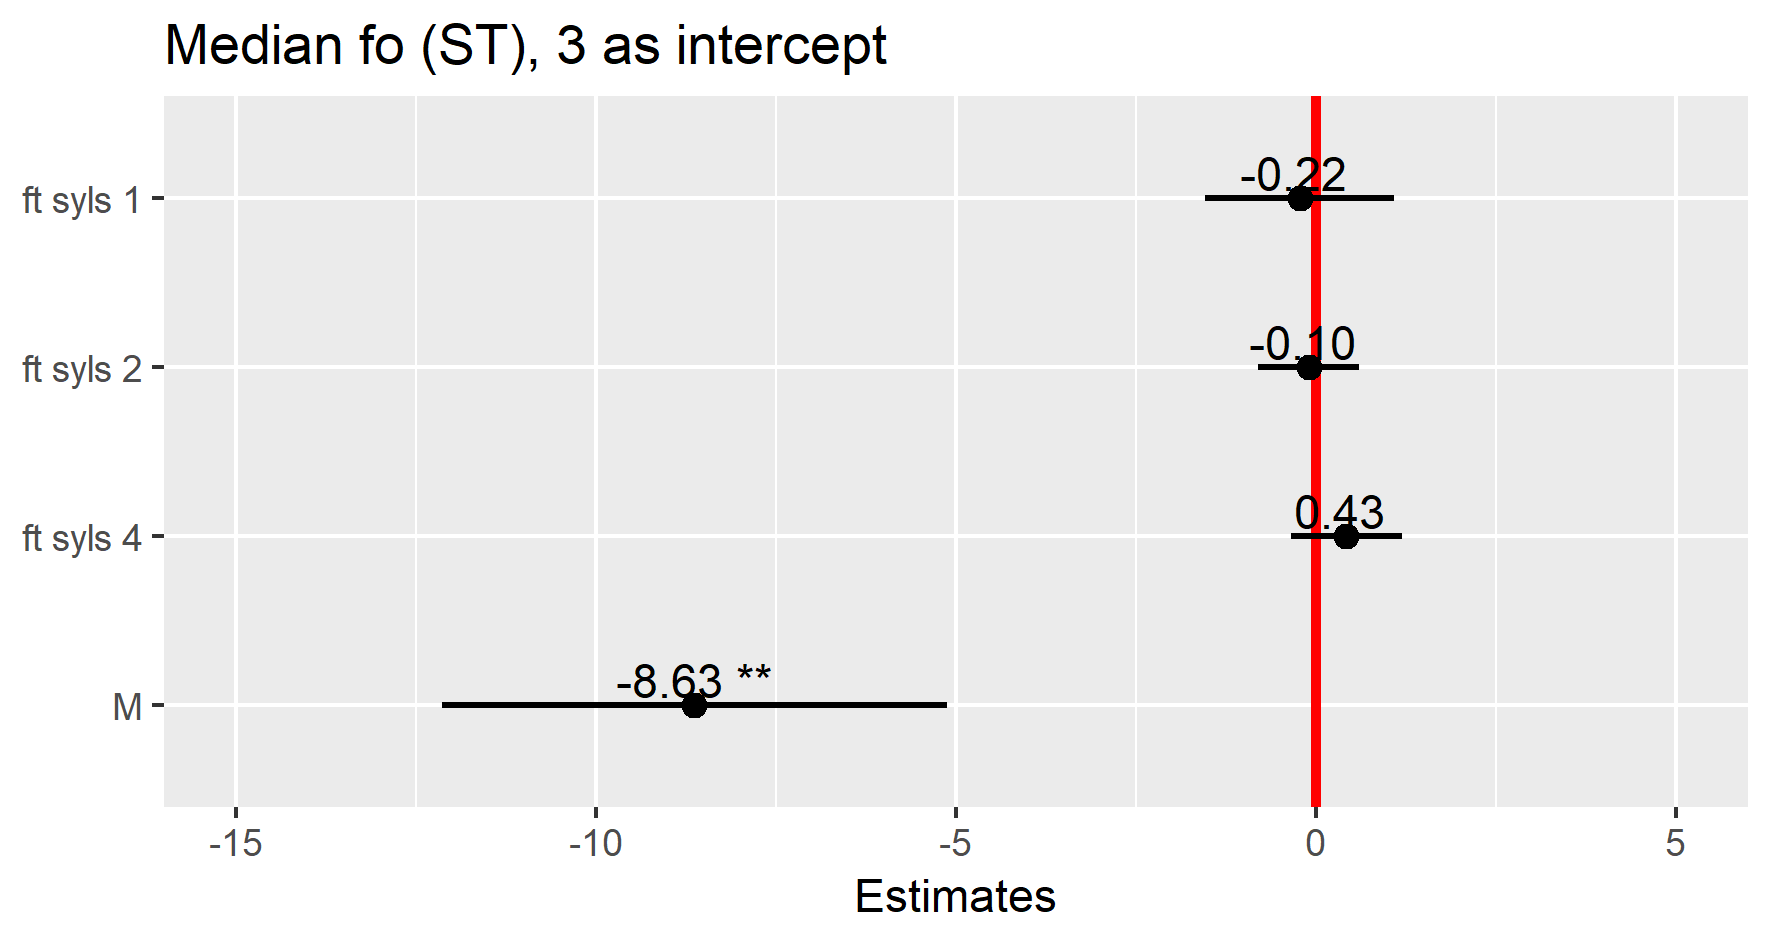 Median fo (ST), 3 as intercept
ft syls 1
-0.22
ft syls 2
-0.10
ft syls 4
0.43
M
-8.63 **
-15 -10 -5 0 5
Estimates